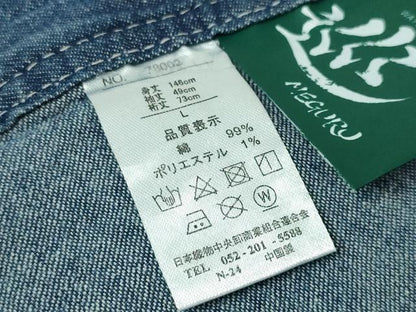 NO. 78002
身丈 146cm
袖丈 49cm
裄丈 73cm
L
品質表示
綿 99%
ポリエステル 1%
日本織物中央卸商業組合連合会
TEL 052-201-5588
N-24 中国製